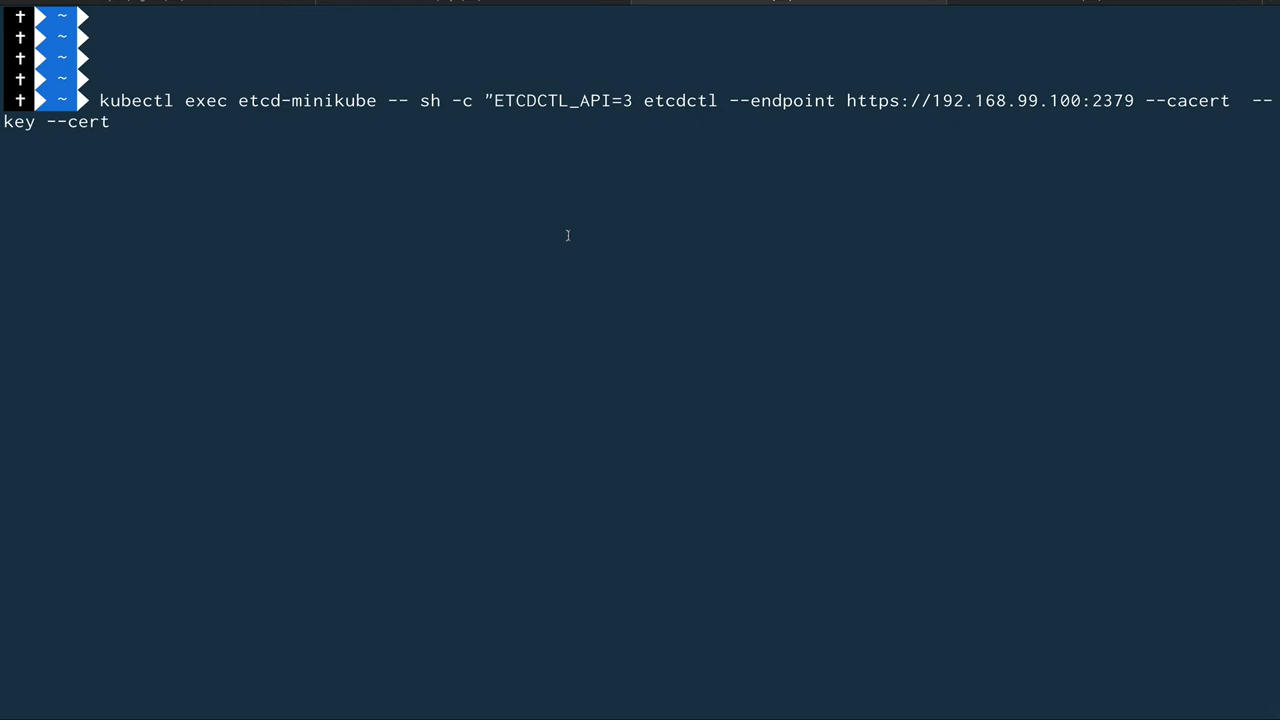 ✝ ~
✝ ~
✝ ~
✝ ~
✝ ~ kubectl exec etcd-minikube -- sh -c "ETCDCTL_API=3 etcdctl --endpoint https://192.168.99.100:2379 --cacert  --
key --cert